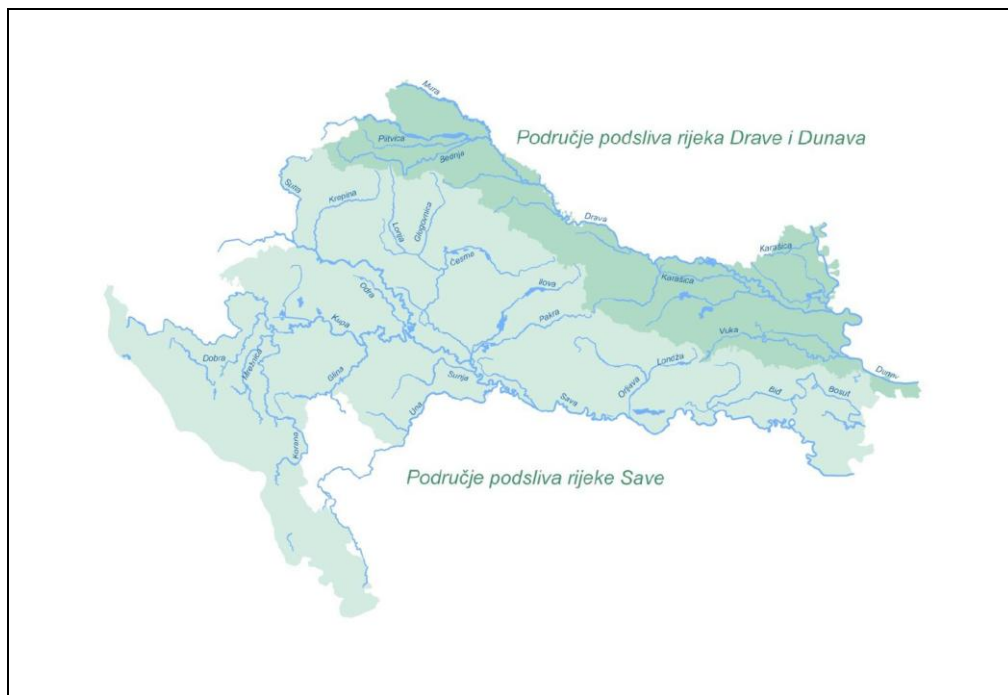 Mura
Područje podsliva rijeka Drave i Dunava
Plitvica
Bednja
Sutla
Krapina
Lonja
Glogovnica
Drava
Karašica
Česma
Ilova
Karašica
Odra
Pakra
Kupa
Vuka
Dobra
Mrežnica
Glina
Sunja
Londža
Dunav
Orljava
Biđ
Bosut
Una
Sava
Korana
Područje podsliva rijeke Save